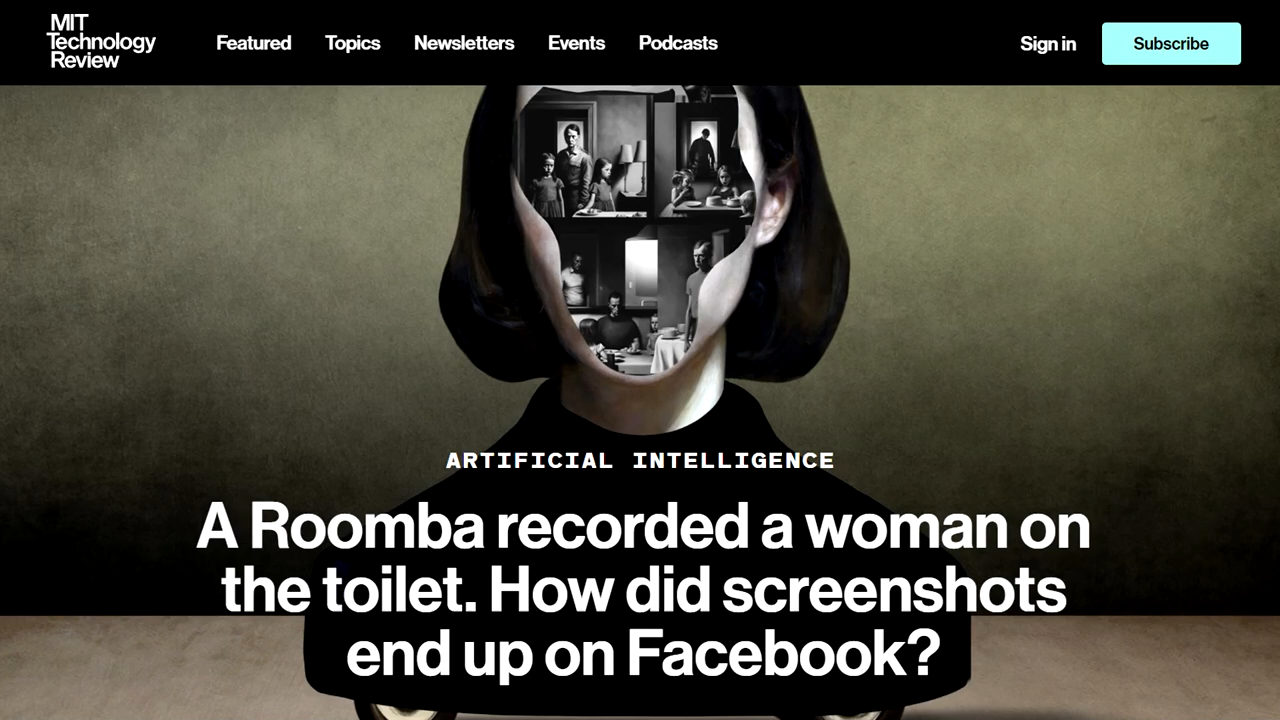 MIT
Technology
Review
Featured
Topics
Newsletters
Events
Podcasts
Sign in
Subscribe
ARTIFICIAL INTELLIGENCE
A Roomba recorded a woman on
the toilet. How did screenshots
end up on Facebook?